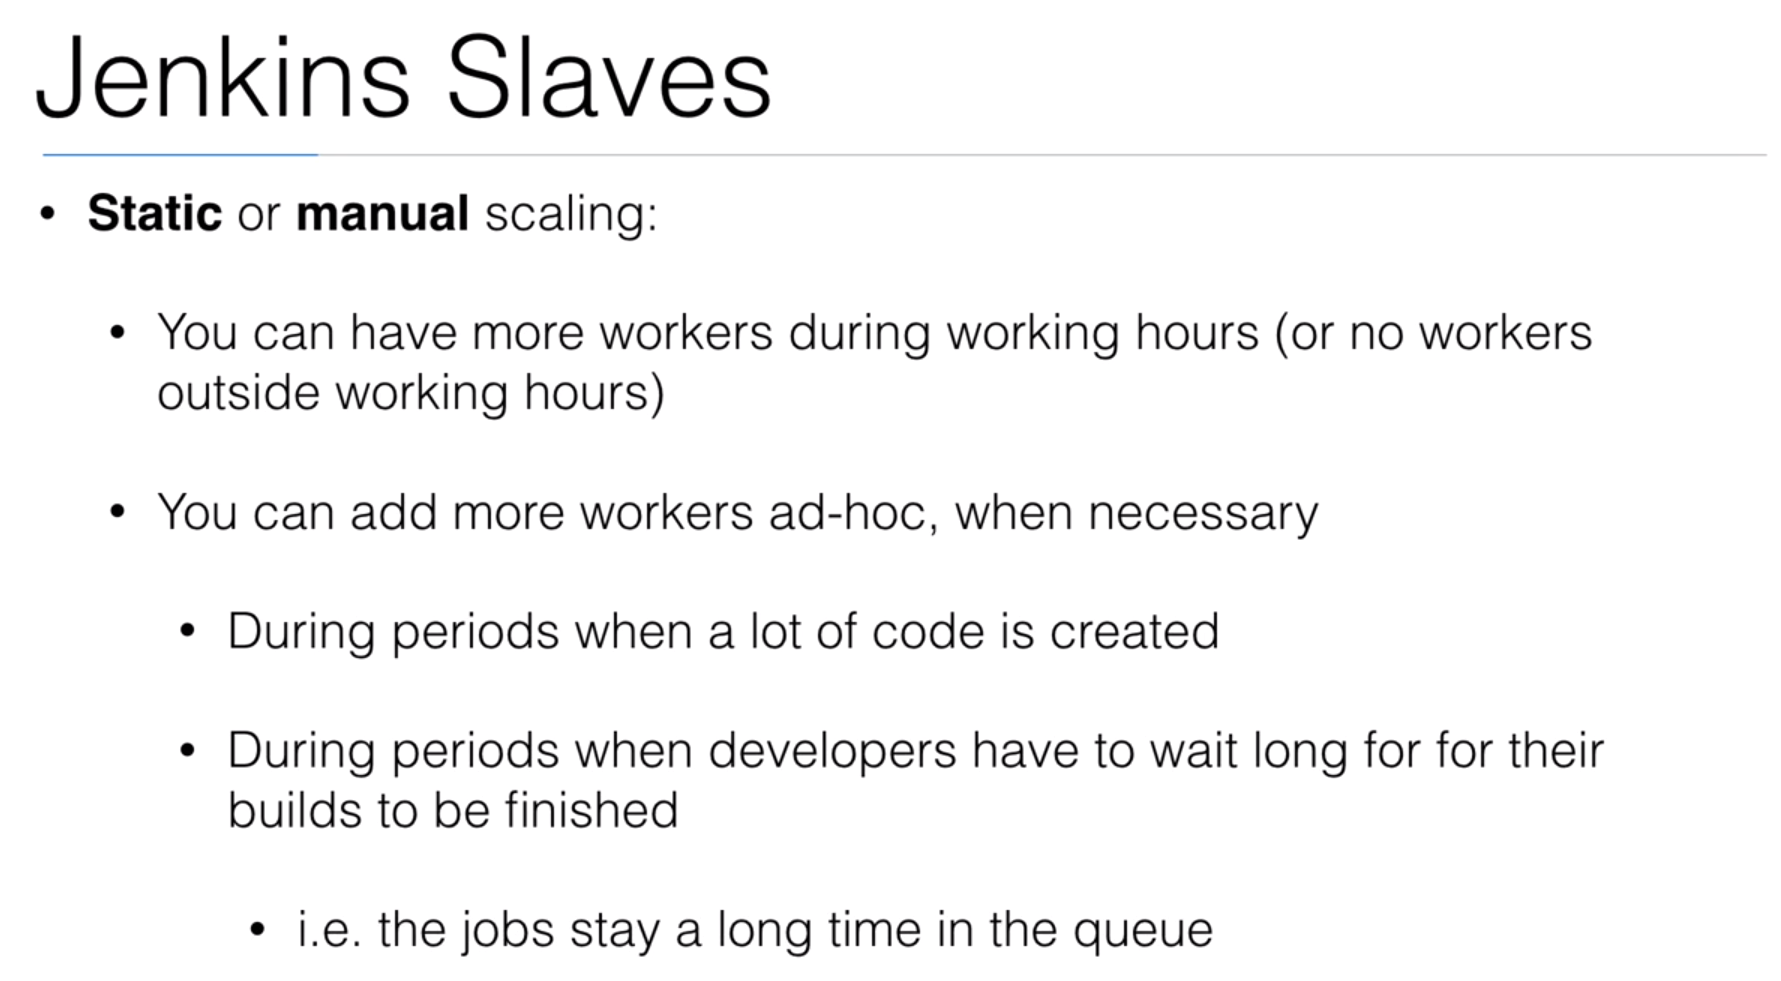 Jenkins Slaves
• Static or manual scaling:
• You can have more workers during working hours (or no workers
outside working hours)
• You can add more workers ad-hoc, when necessary
• During periods when a lot of code is created
• During periods when developers have to wait long for for their
builds to be finished
• i.e. the jobs stay a long time in the queue